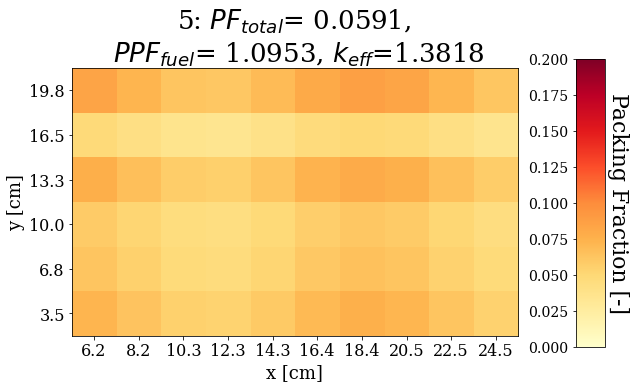 5: PF_total= 0.0591,
PPF_fuel= 1.0953, k_eff=1.3818
19.8
16.5
13.3
10.0
6.8
3.5
y [cm]
6.2 8.2 10.3 12.3 14.3 16.4 18.4 20.5 22.5 24.5
x [cm]
0.200
0.175
0.150
0.125
0.100
0.075
0.050
0.025
0.000
Packing Fraction [-]